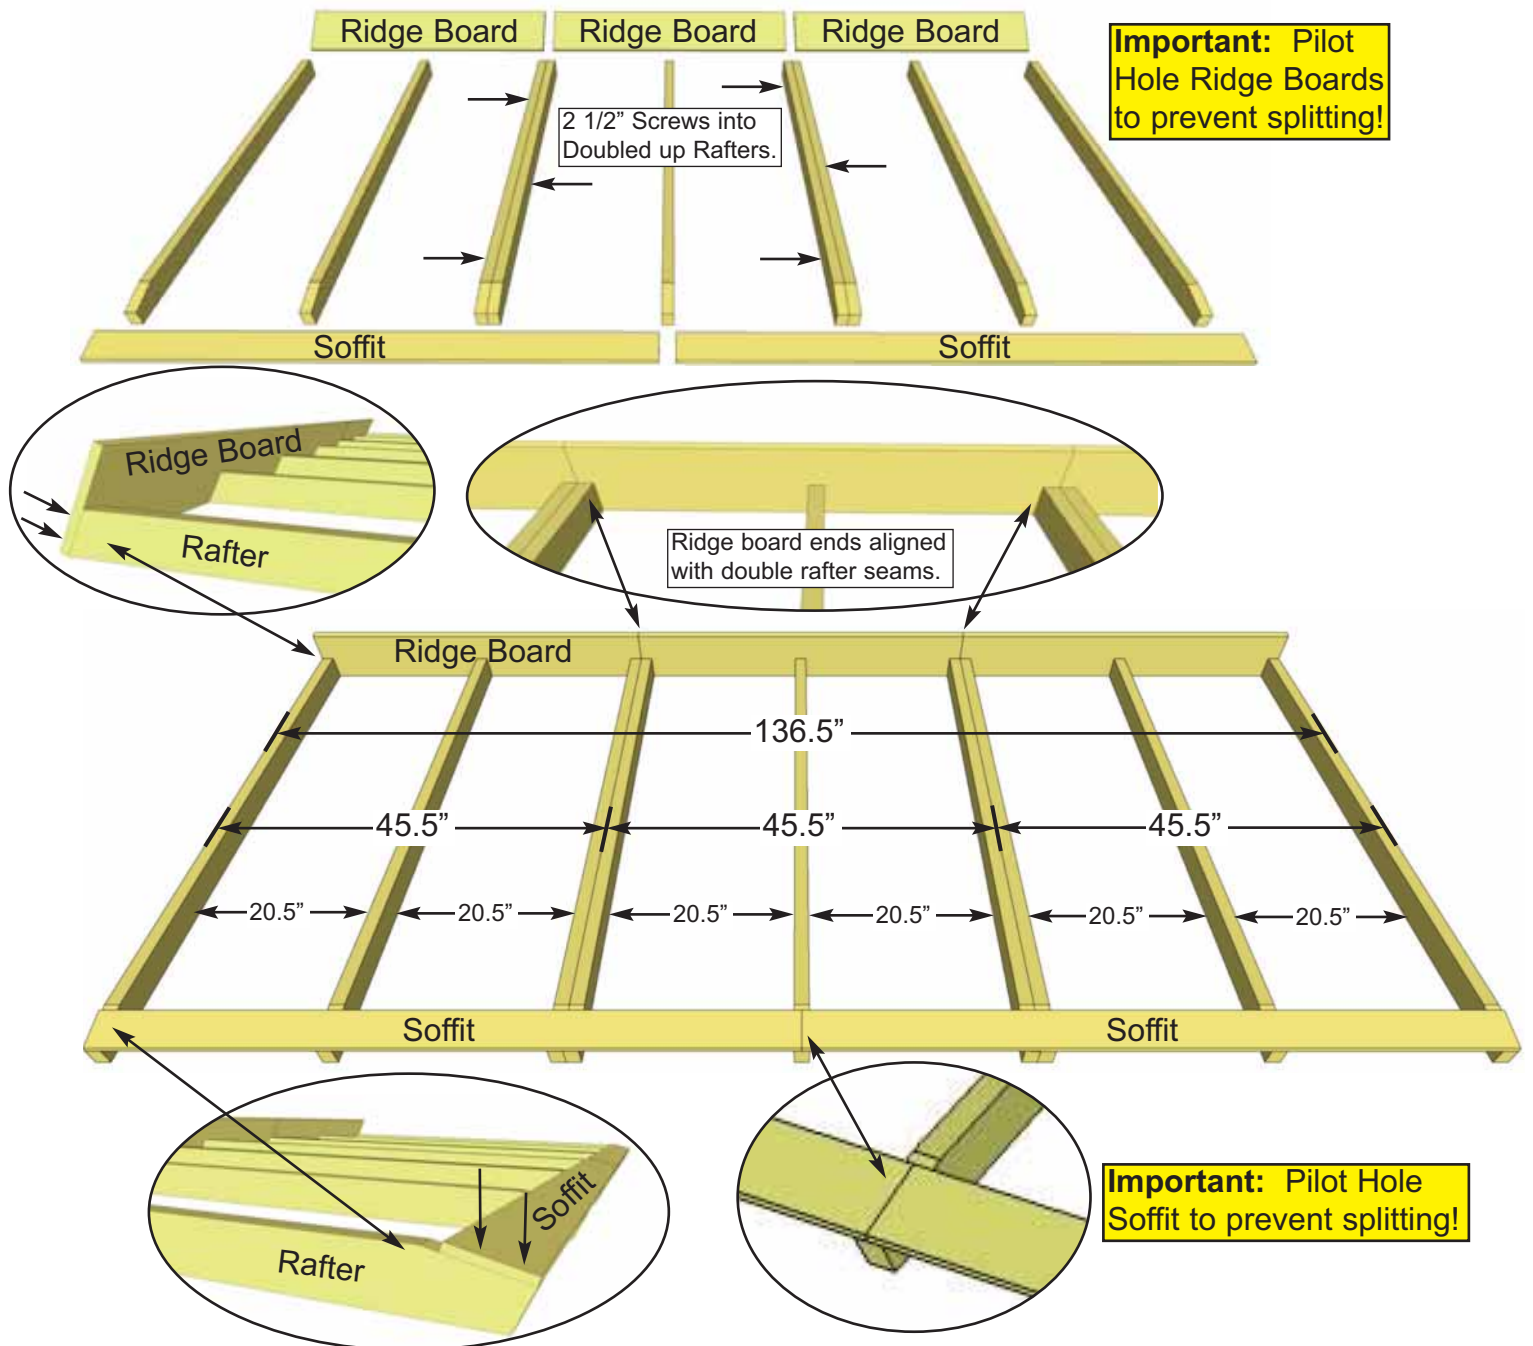 Ridge Board Ridge Board Ridge Board
Important: Pilot
Hole Ridge Boards
to prevent splitting!
2 1/2” Screws into
Doubled up Rafters.
Soffit Soffit
Ridge Board
Rafter
Ridge board ends aligned
with double rafter seams.
Ridge Board
136.5”
45.5” 45.5” 45.5”
20.5” 20.5” 20.5” 20.5” 20.5” 20.5”
Soffit Soffit
Soffit
Rafter
Important: Pilot Hole
Soffit to prevent splitting!